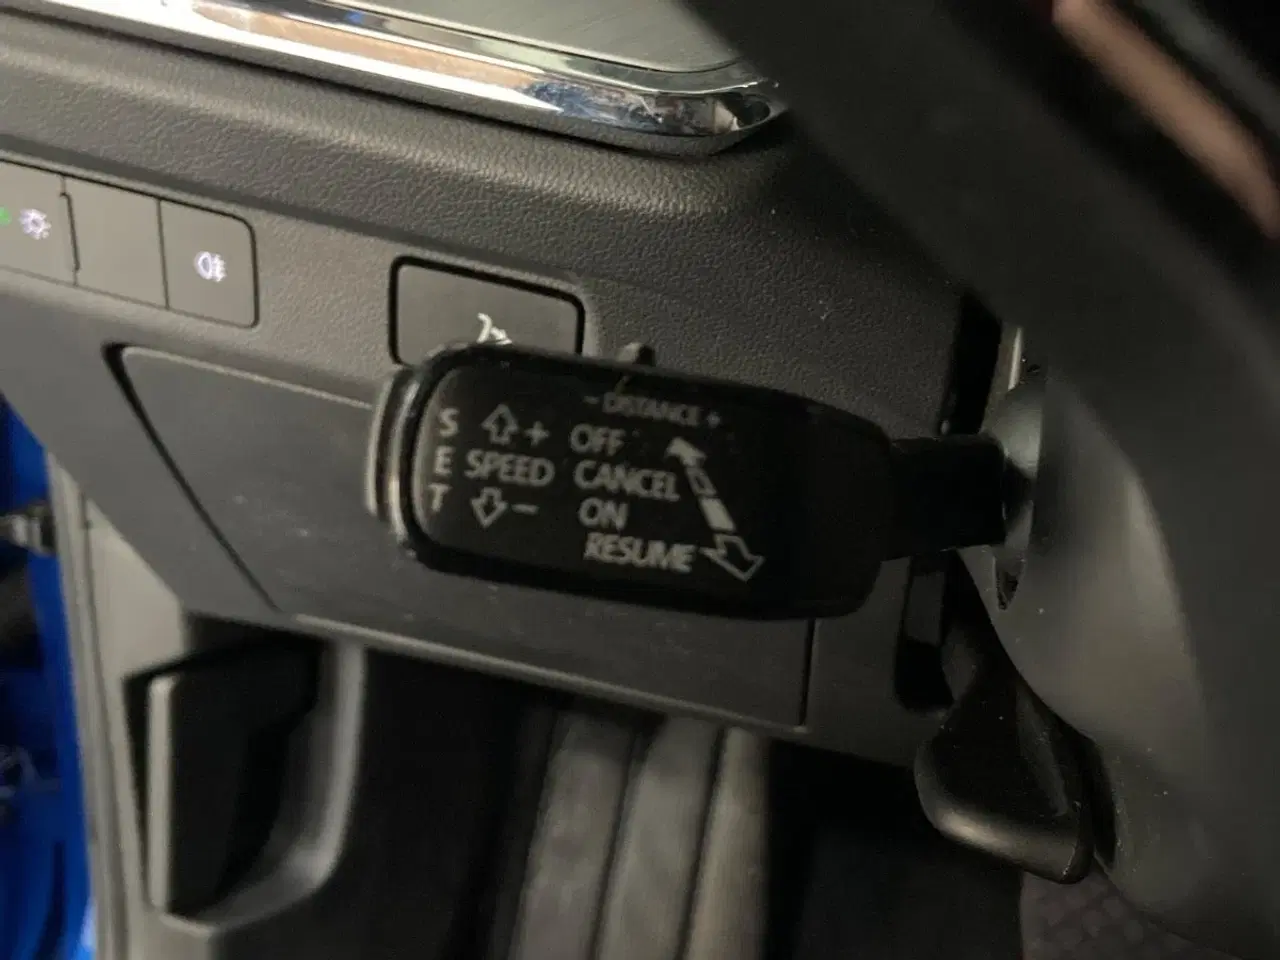 - DISTANCE +
S + OFF
E SPEED CANCEL
T - ON
RESUME